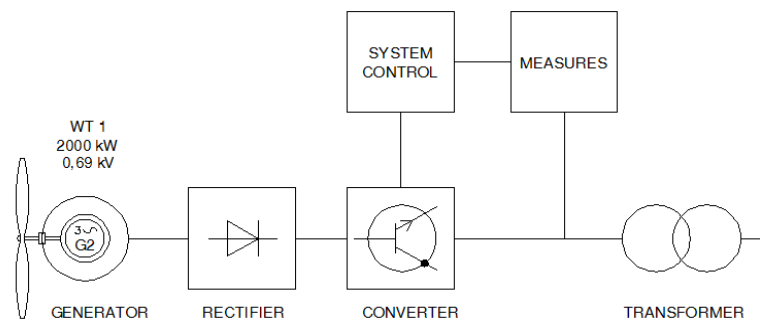 SYSTEM
CONTROL
MEASURES
WT 1
2000 kW
0,69 kV
3
G2
GENERATOR
RECTIFIER
CONVERTER
TRANSFORMER